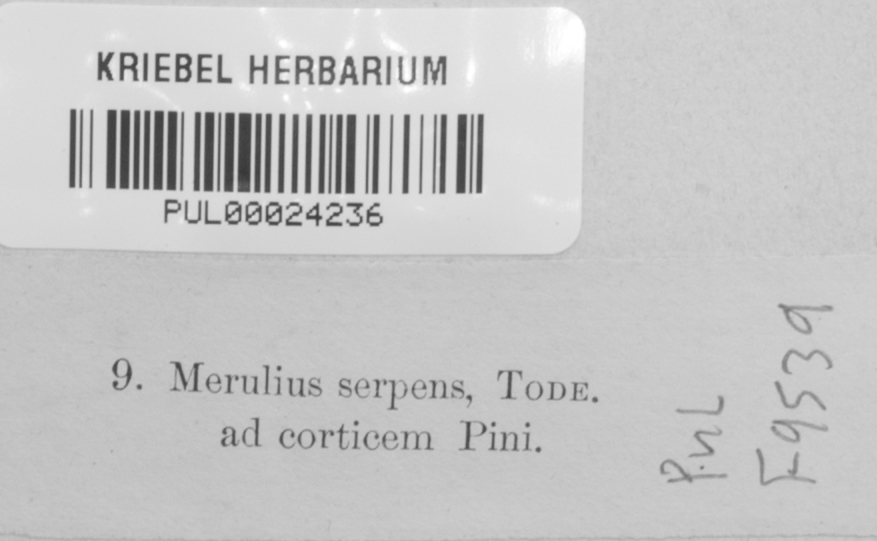 KRIEBEL HERBARIUM
PUL00024236
9. Merulius serpens, TODE.
ad corticem Pini.
PUL
F9539